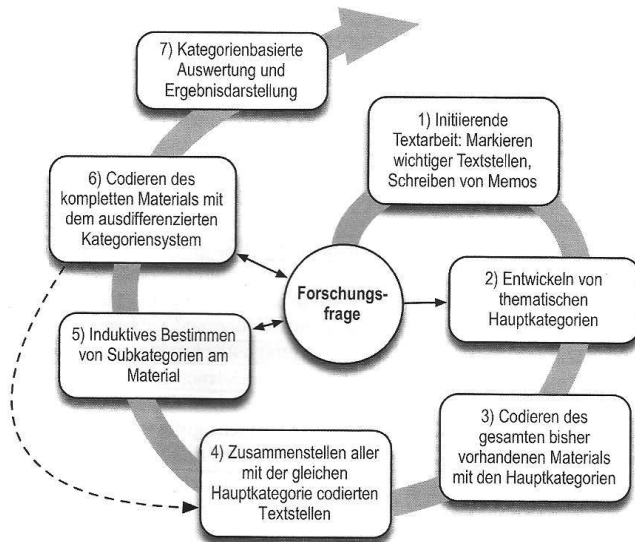 7) Kategorienbasierte
Auswertung und
Ergebnisdarstellung
1) Initiierende
Textarbeit: Markieren
wichtiger Textstellen,
Schreiben von Memos
6) Codieren des
kompletten Materials mit
dem ausdifferenzierten
Kategoriensystem
Forschungs-
frage
2) Entwickeln von
thematischen
Hauptkategorien
5) Induktives Bestimmen
von Subkategorien am
Material
3) Codieren des
gesamten bisher
vorhandenen Materials
mit den Hauptkategorien
4) Zusammenstellen aller
mit der gleichen
Hauptkategorie codierten
Textstellen